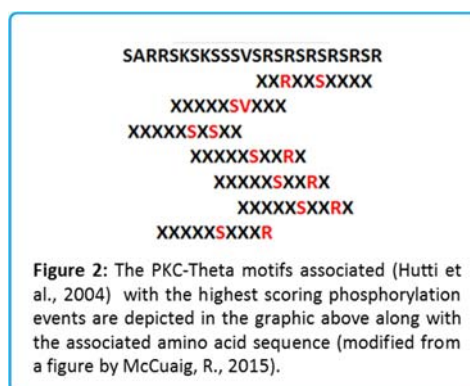 SARRSKSKSSSVSRSRSRSRSRSR
XXRXXSXXXX
XXXXXSVXXX
XXXXXSXSXX
XXXXXSXXRX
XXXXXSXXRX
XXXXXSXXRX
XXXXXSXXXR
Figure 2: The PKC-Theta motifs associated (Hutti
et al., 2004) with the highest scoring phosphorylation
events are depicted in the graphic above along with
the associated amino acid sequence (modified from
a figure by McCuaig, R., 2015).